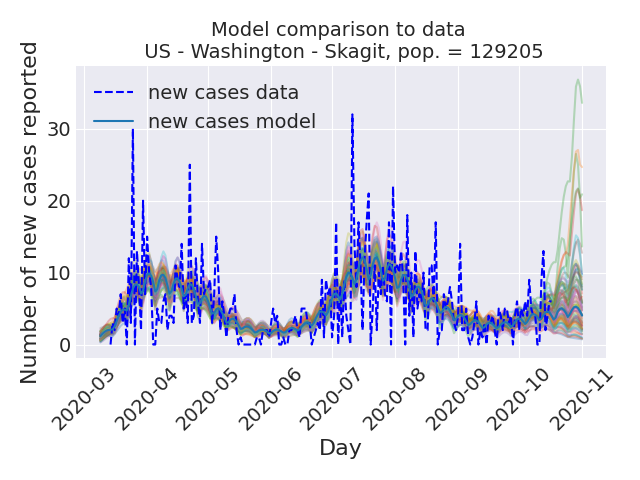 Model comparison to data
US - Washington - Skagit, pop. = 129205
Number of new cases reported
new cases data
new cases model
30
20
10
0
2020-03
2020-04
2020-05
2020-06
2020-07
2020-08
2020-09
2020-10
2020-11
Day